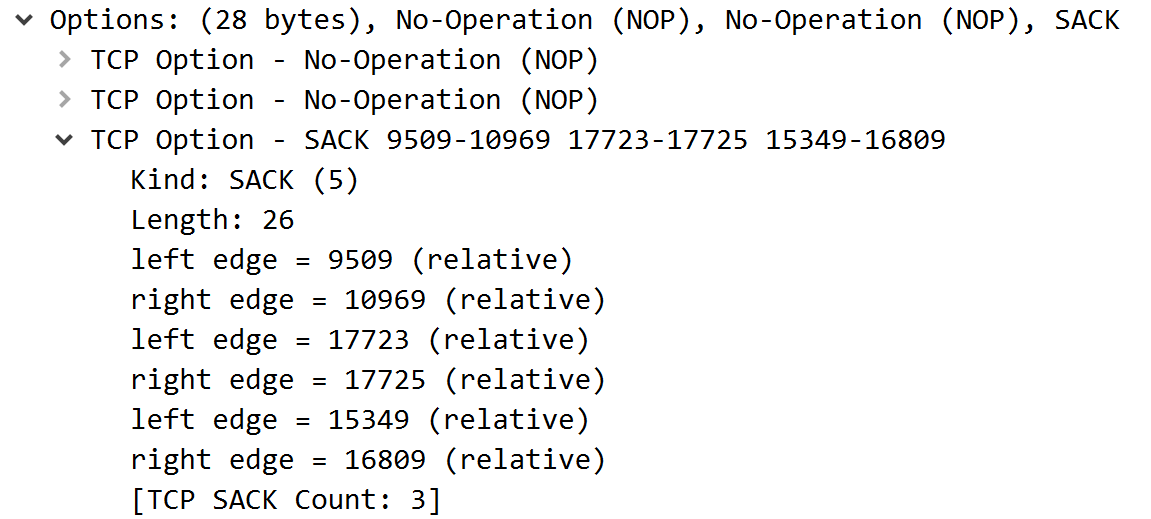 Options: (28 bytes), No-Operation (NOP), No-Operation (NOP), SACK
TCP Option - No-Operation (NOP)
TCP Option - No-Operation (NOP)
TCP Option - SACK 9509-10969 17723-17725 15349-16809
Kind: SACK (5)
Length: 26
left edge = 9509 (relative)
right edge = 10969 (relative)
left edge = 17723 (relative)
right edge = 17725 (relative)
left edge = 15349 (relative)
right edge = 16809 (relative)
[TCP SACK Count: 3]